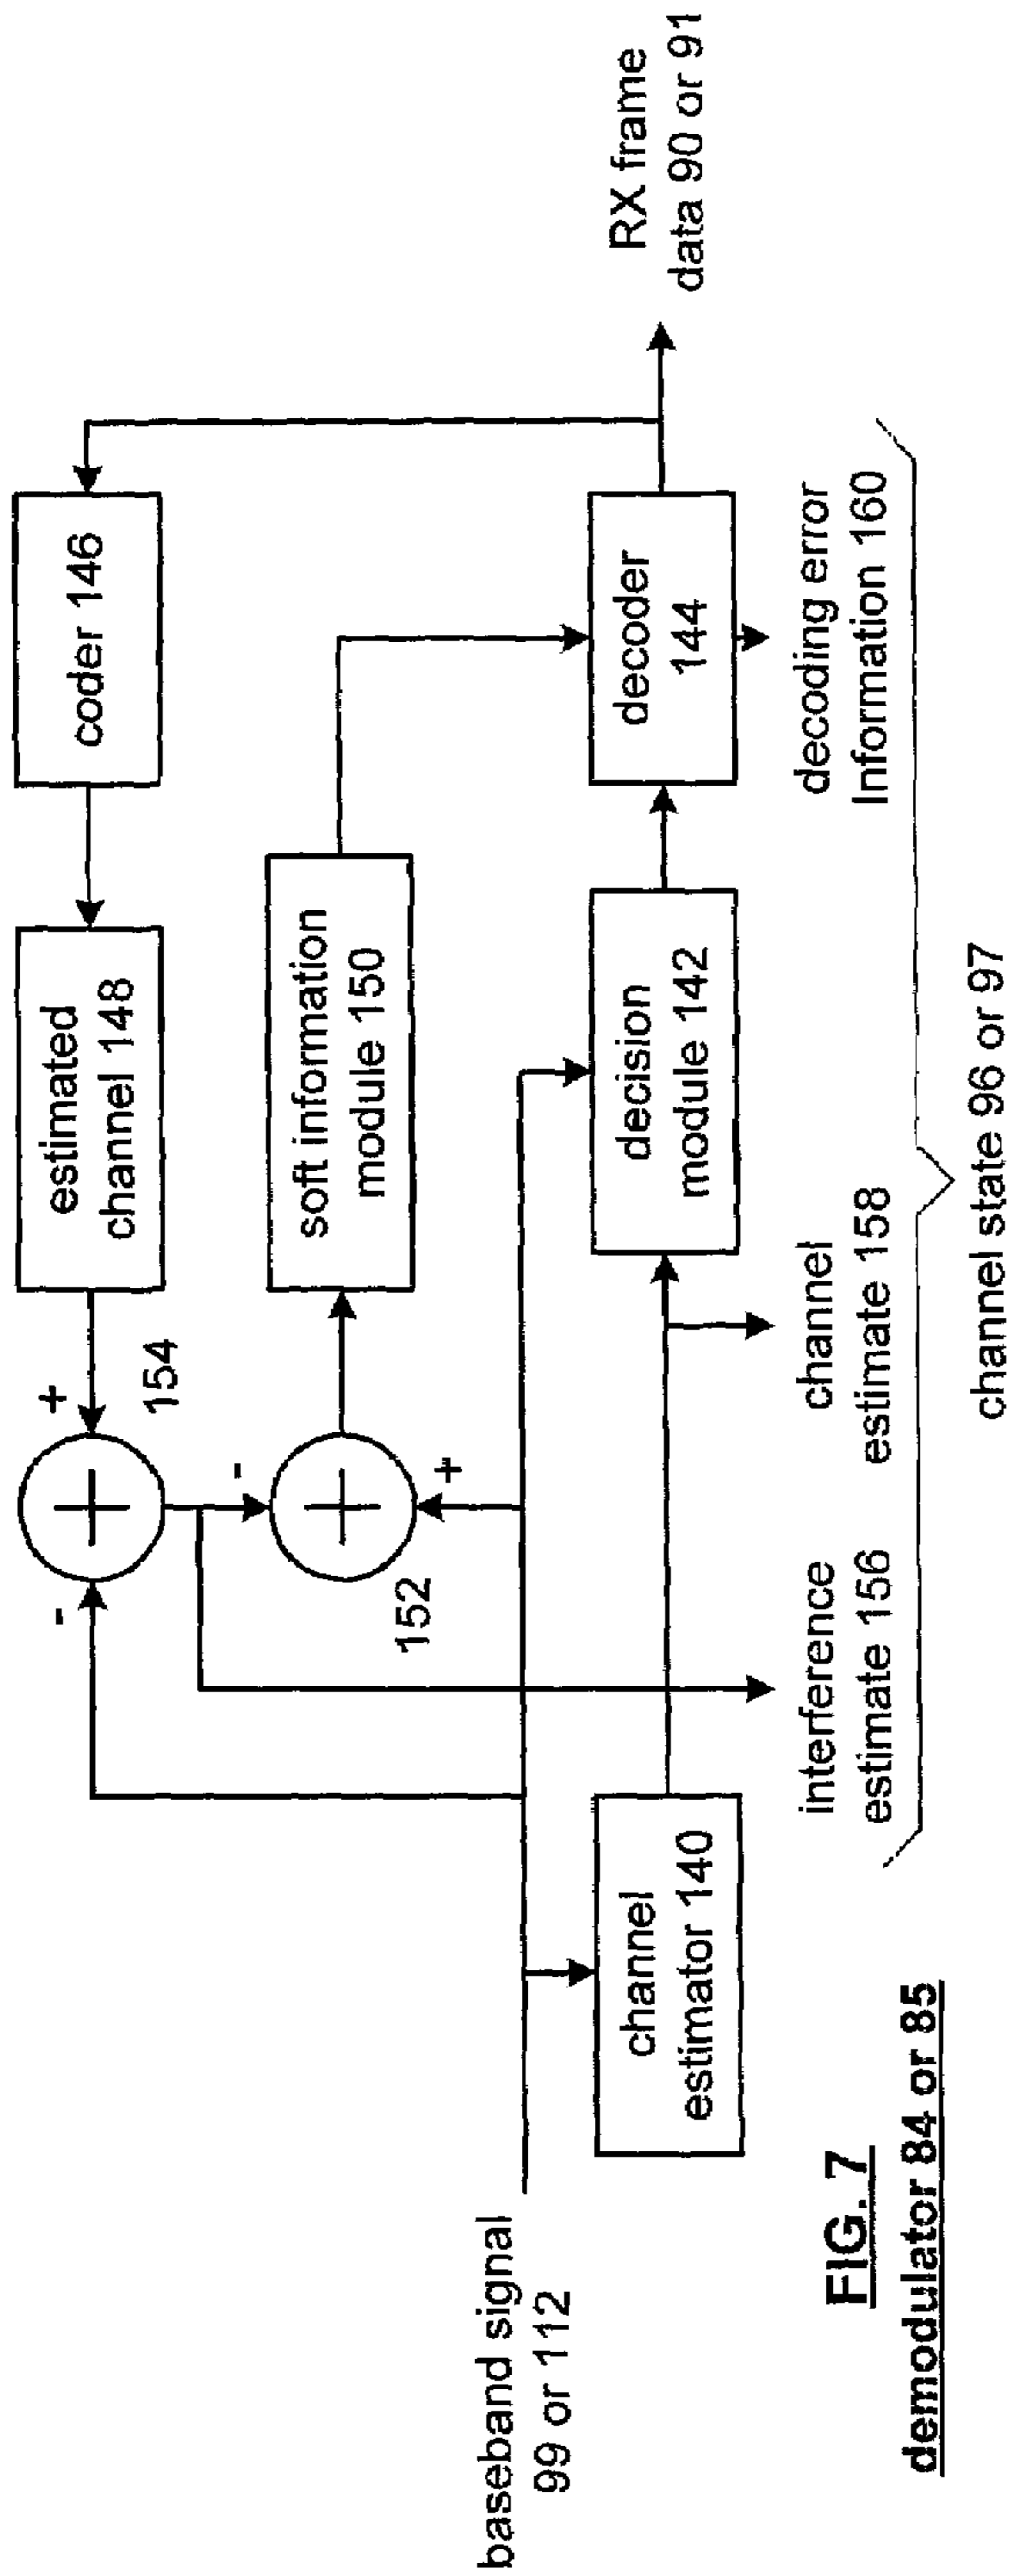 coder 146
estimated
channel 148
+
154
-
soft information
module 150
-
+
152
RX frame
data 90 or 91
decoder
144
decision
module 142
channel
estimator 140
baseband signal
99 or 112
decoding error
Information 160
channel
estimate 158
interference
estimate 156
channel state 96 or 97
FIG. 7
demodulator 84 or 85